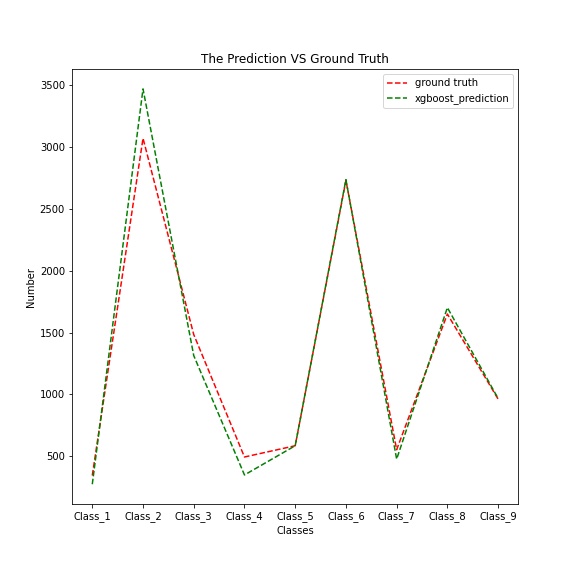 The Prediction VS Ground Truth
ground truth
xgboost_prediction
3500
3000
2500
2000
1500
1000
500
Number
Class_1 Class_2 Class_3 Class_4 Class_5 Class_6 Class_7 Class_8 Class_9
Classes